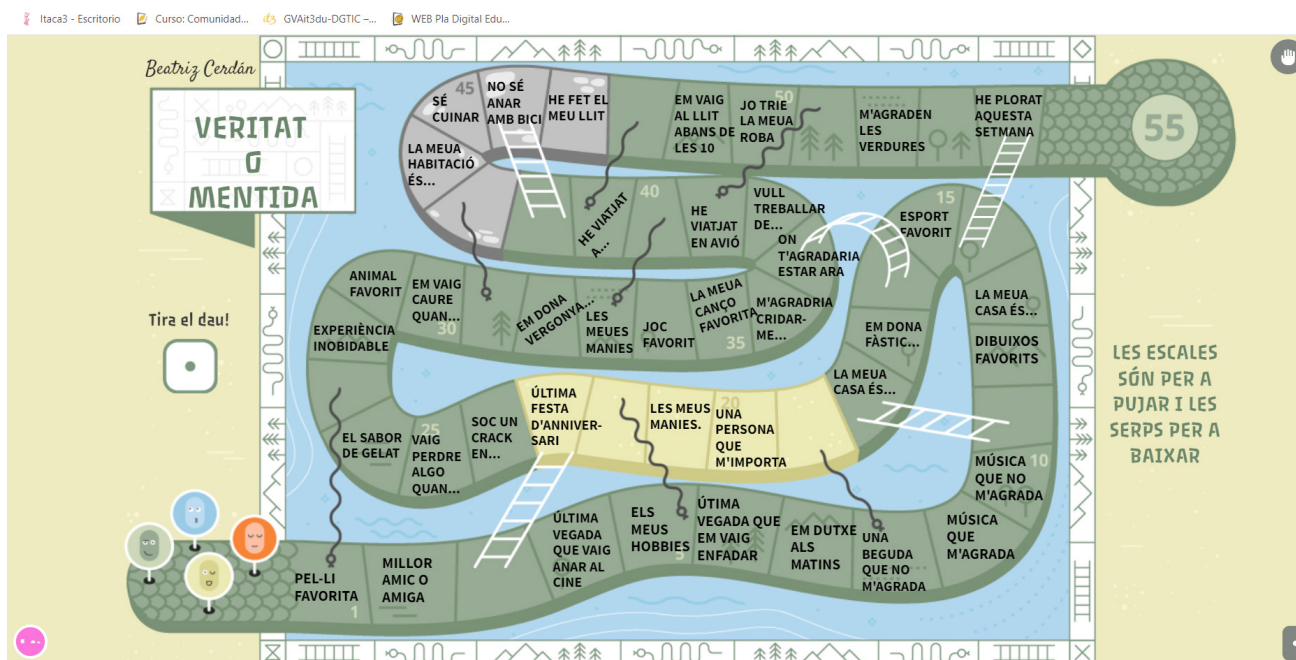 Itaca3 - Escritorio
Curso: Comunidad...
GVAit3du-DGTIC –...
WEB Pla Digital Edu...
Beatriz Cerdán
VERITAT
O
MENTIDA
Tira el dau!
LES ESCALES
SÓN PER A
PUJAR I LES
SERPS PER A
BAIXAR
55
HE PLORAT
AQUESTA
SETMANA
M'AGRADEN
LES
VERDURES
50
JO TRIE
LA MEUA
ROBA
EM VAIG
AL LLIT
ABANS DE
LES 10
HE FET EL
MEU LLIT
NO SÉ
ANAR
AMB BICI
45
SÉ
CUINAR
LA MEUA
HABITACIÓ
ÉS...
HE VIATJAT
A...
40
HE
VIATJAT
EN AVIÓ
VULL
TREBALLAR
DE...
ON
T'AGRADARIA
ESTAR ARA
M'AGRADRIA
CRIDAR-
ME...
LA MEUA
CANÇO
FAVORITA
35
JOC
FAVORIT
LES
MEUES
MANIES
EM DONA
VERGONYA...
EM VAIG
CAURE
QUAN...
30
ANIMAL
FAVORIT
EXPERIÈNCIA
INOBIDABLE
EL SABOR
DE GELAT
25
VAIG
PERDRE
ALGO
QUAN...
SOC UN
CRACK
EN...
ÚLTIMA
FESTA
D'ANNIVER-
SARI
LES MEUS
MANIES.
20
UNA
PERSONA
QUE
M'IMPORTA
LA MEUA
CASA ÉS...
EM DONA
FÀSTIC...
ESPORT
FAVORIT
15
LA MEUA
CASA ÉS...
DIBUIXOS
FAVORITS
10
MÚSICA
QUE NO
M'AGRADA
MÚSICA
QUE
M'AGRADA
UNA
BEGUDA
QUE NO
M'AGRADA
EM DUTXE
ALS
MATINS
ÚTIMA
VEGADA QUE
EM VAIG
ENFADAR
5
ELS
MEUS
HOBBIES
ÚLTIMA
VEGADA
QUE VAIG
ANAR AL
CINE
MILLOR
AMIC O
AMIGA
1
PEL-LI
FAVORITA